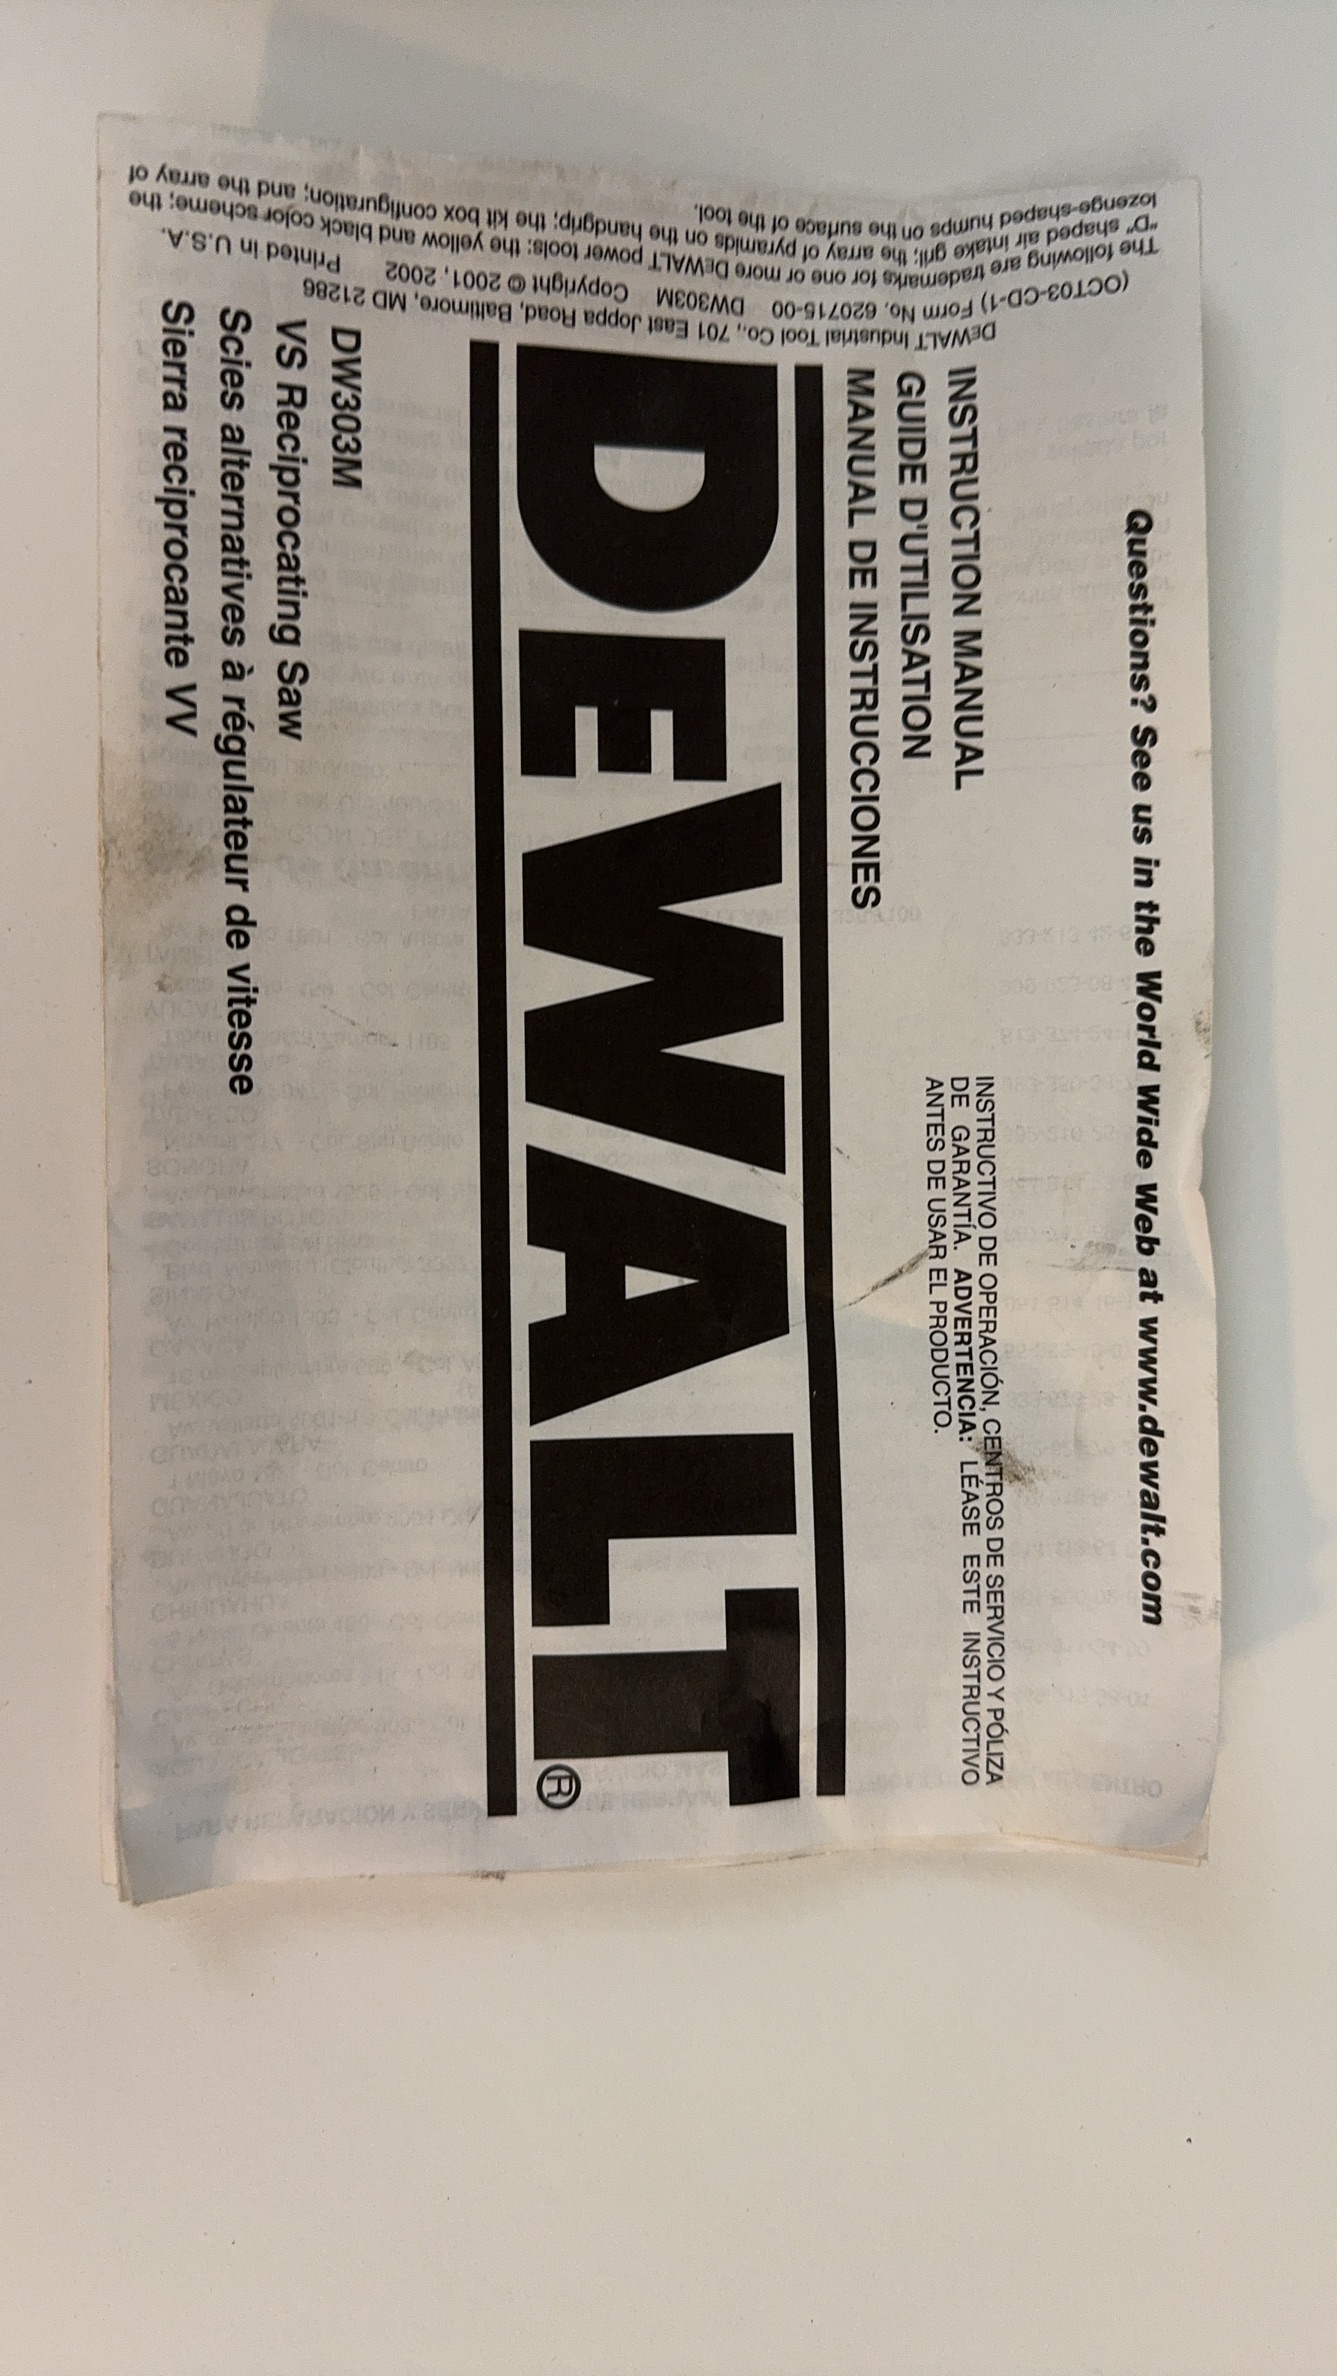 Questions? See us in the World Wide Web at www.dewalt.com
INSTRUCTION MANUAL
GUIDE D'UTILISATION
MANUAL DE INSTRUCCIONES
INSTRUCTIVO DE OPERACIÓN, CENTROS DE SERVICIO Y PÓLIZA
DE GARANTÍA. ADVERTENCIA: LÉASE ESTE INSTRUCTIVO
ANTES DE USAR EL PRODUCTO.
DEWALT®
DW303M
VS Reciprocating Saw
Scies alternatives à régulateur de vitesse
Sierra reciprocante VV
DEWALT Industrial Tool Co., 701 East Joppa Road, Baltimore, MD 21286
(OCT03-CD-1) Form No. 620715-00 DW303M Copyright © 2001, 2002 Printed in U.S.A.
The following are trademarks for one or more DEWALT power tools: the yellow and black color scheme; the
"D" shaped air intake grill; the array of pyramids on the handgrip; the kit box configuration; and the array of
lozenge-shaped humps on the surface of the tool.